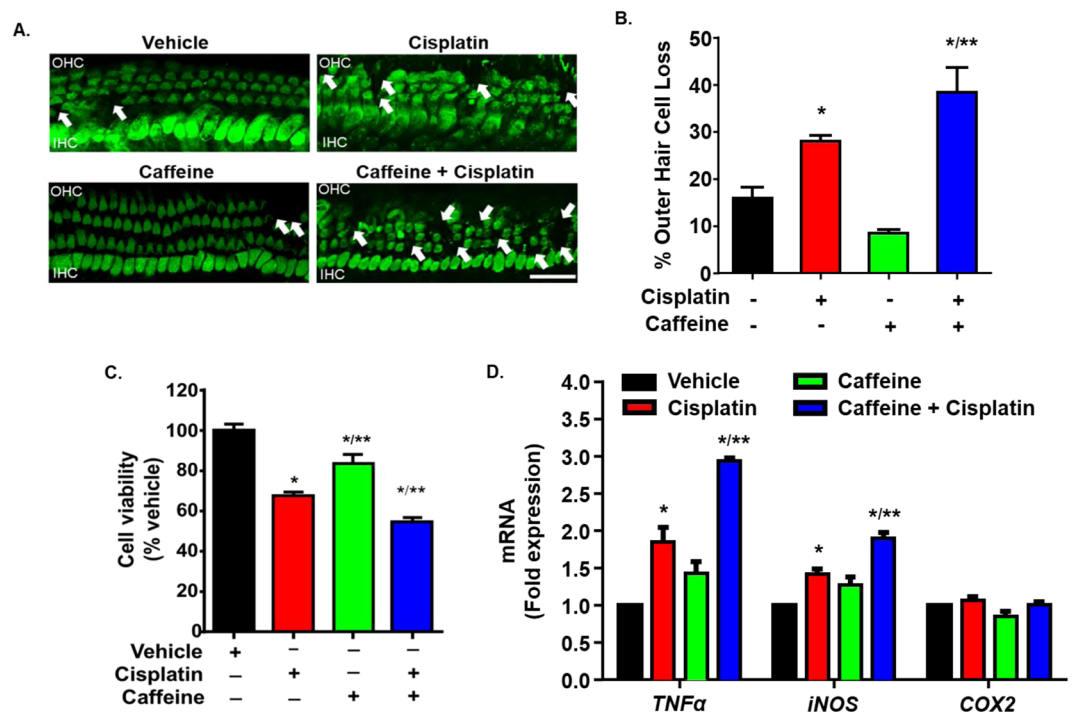 A.
Vehicle
Cisplatin
OHC
IHC
OHC
IHC
Caffeine
Caffeine + Cisplatin
OHC
IHC
OHC
IHC
B.
% Outer Hair Cell Loss
50
40
30
20
10
0
*
*/**
Cisplatin - + - +
Caffeine - - + +
C.
Cell viability
(% vehicle)
120
100
80
60
40
20
0
*
*/**
*/**
Vehicle + – – –
Cisplatin – + – +
Caffeine – – + +
D.
mRNA
(Fold expression)
4.0
3.5
3.0
2.5
2.0
1.5
1.0
0.5
0.0
Vehicle
Cisplatin
Caffeine
Caffeine + Cisplatin
*
*/**
*
*/**
TNFα
iNOS
COX2